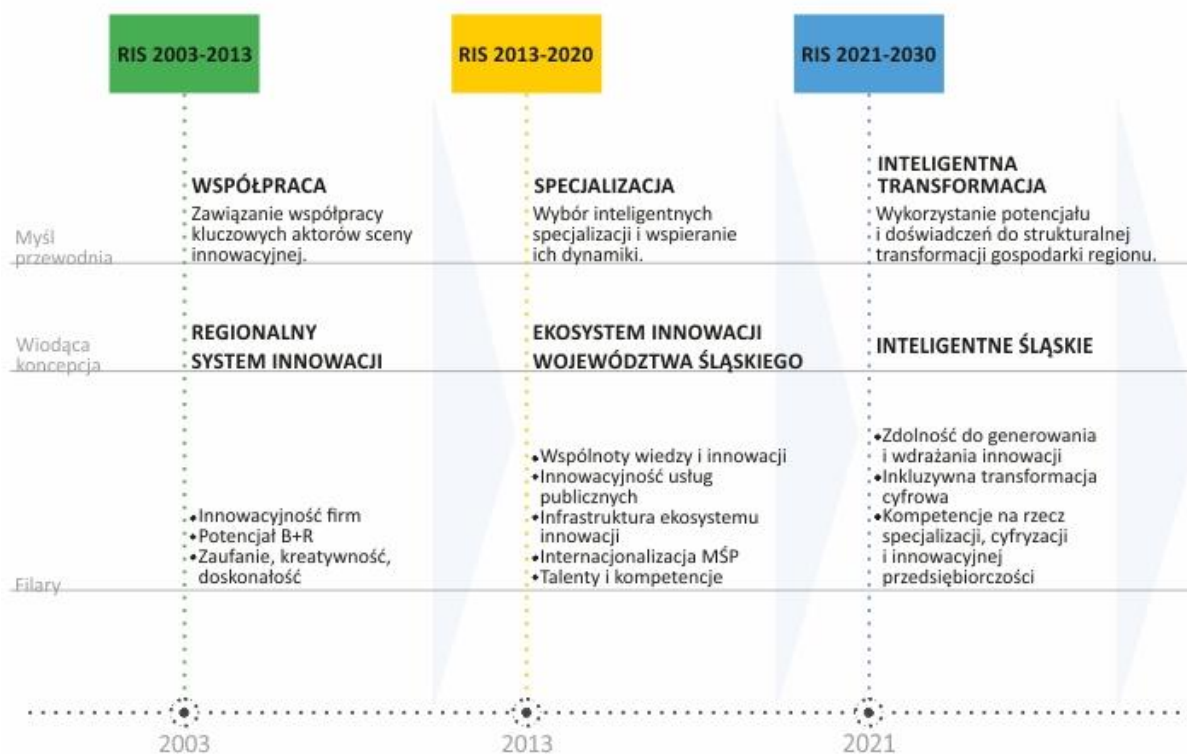 RIS 2003-2013
RIS 2013-2020
RIS 2021-2030
Myśl
przewodnia
WSPÓŁPRACA
Zawiązanie współpracy
kluczowych aktorów sceny
innowacyjnej.
SPECJALIZACJA
Wybór inteligentnych
specjalizacji i wspieranie
ich dynamiki.
INTELIGENTNA
TRANSFORMACJA
Wykorzystanie potencjału
i doświadczeń do strukturalnej
transformacji gospodarki regionu.
Wiodąca
koncepcja
REGIONALNY
SYSTEM INNOWACJI
EKOSYSTEM INNOWACJI
WOJEWÓDZTWA ŚLĄSKIEGO
INTELIGENTNE ŚLĄSKIE
Filary
•Innowacyjność firm
•Potencjał B+R
•Zaufanie, kreatywność,
doskonałość
•Wspólnoty wiedzy i innowacji
•Innowacyjność usług
publicznych
•Infrastruktura ekosystemu
innowacji
•Internacjonalizacja MŚP
•Talenty i kompetencje
•Zdolność do generowania
i wdrażania innowacji
•Inkluzywna transformacja
cyfrowa
•Kompetencje na rzecz
specjalizacji, cyfryzacji
i innowacyjnej
przedsiębiorczości
2003
2013
2021